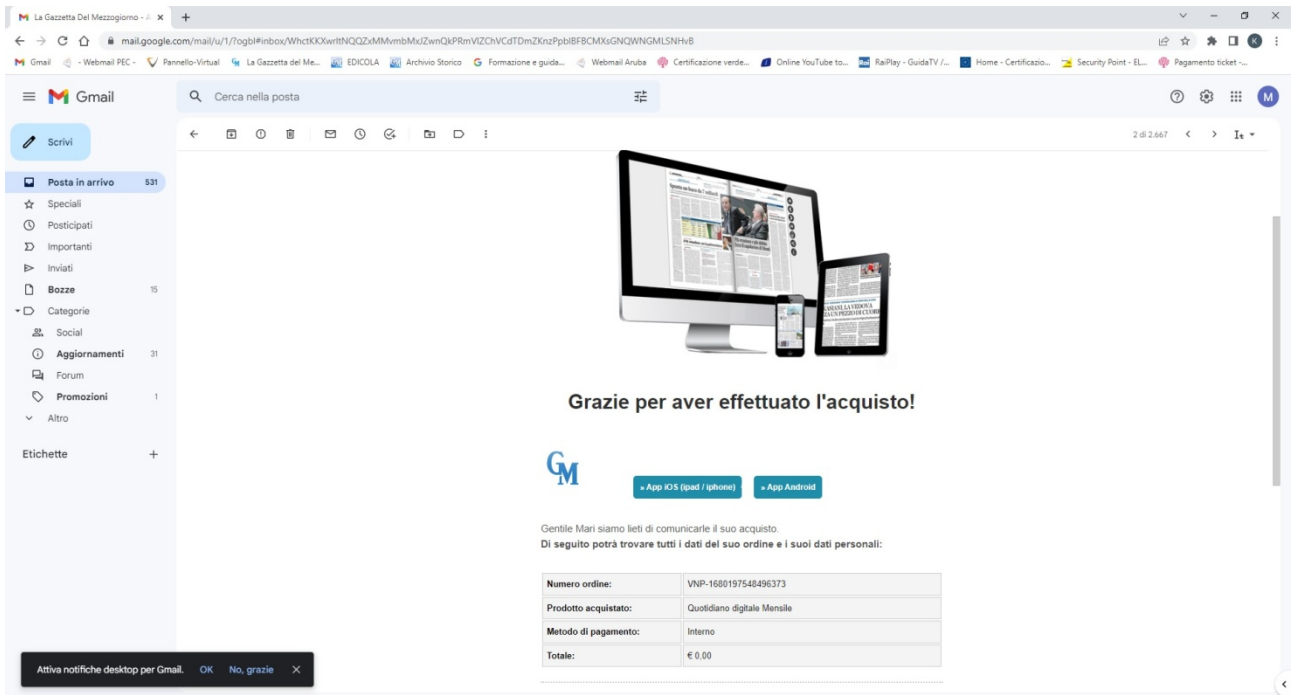 La Gazzetta Del Mezzogiorno - A
mail.google.com/mail/u/1/?ogbl#inbox/WhctKKXwrltNQQZxMMvmbMxJZwnQkPRmVlZChVCdTDmZKnzPpblBFBCMXsGNQWNGMLSNHvB
K
Gmail - Webmail PEC - Pannello-Virtual La Gazzetta del Me... EDICOLA Archivio Storico Formazione e guida... Webmail Aruba Certificazione verde... Online YouTube to... RaiPlay - GuidaTV /... Home - Certificazio... Security Point - EL... Pagamento ticket -...
Gmail
Cerca nella posta
M
Scrivi
2 di 2.667
Posta in arrivo 531
Speciali
Posticipati
Importanti
Inviati
Bozze 15
Categorie
Social
Aggiornamenti 31
Forum
Promozioni 1
Altro
Etichette
Grazie per aver effettuato l'acquisto!
GM
» App iOS (ipad / iphone) » App Android
Gentile Mari siamo lieti di comunicarle il suo acquisto.
Di seguito potrà trovare tutti i dati del suo ordine e i suoi dati personali:
Numero ordine: VNP-1680197548496373
Prodotto acquistato: Quotidiano digitale Mensile
Metodo di pagamento: Interno
Totale: € 0,00
Attiva notifiche desktop per Gmail. OK No, grazie